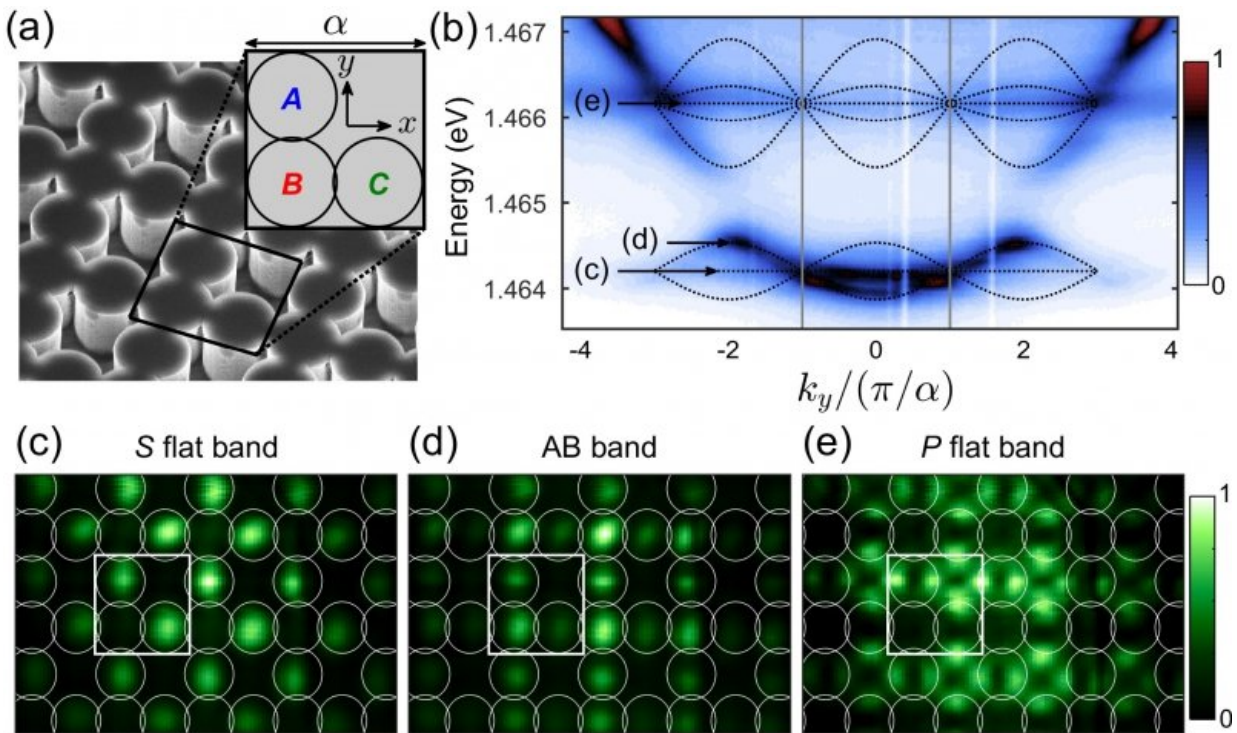 (a)
α
A
y
x
B
C
(b)
Energy (eV)
1.467
1.466
1.465
1.464
(e)
(d)
(c)
1
0
-4
-2
0
2
4
k_y/(π/α)
(c)
S flat band
(d)
AB band
(e)
P flat band
1
0